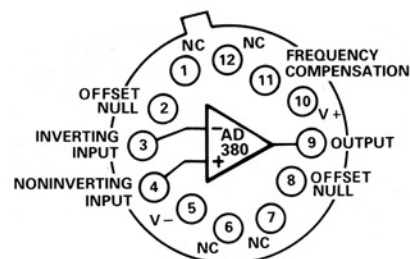 NC
NC
1
12
FREQUENCY
COMPENSATION
11
OFFSET
NULL
2
10
V+
INVERTING
INPUT
3
−
AD
380
+
9
OUTPUT
NONINVERTING
INPUT
4
8
OFFSET
NULL
V−
5
6
7
NC
NC